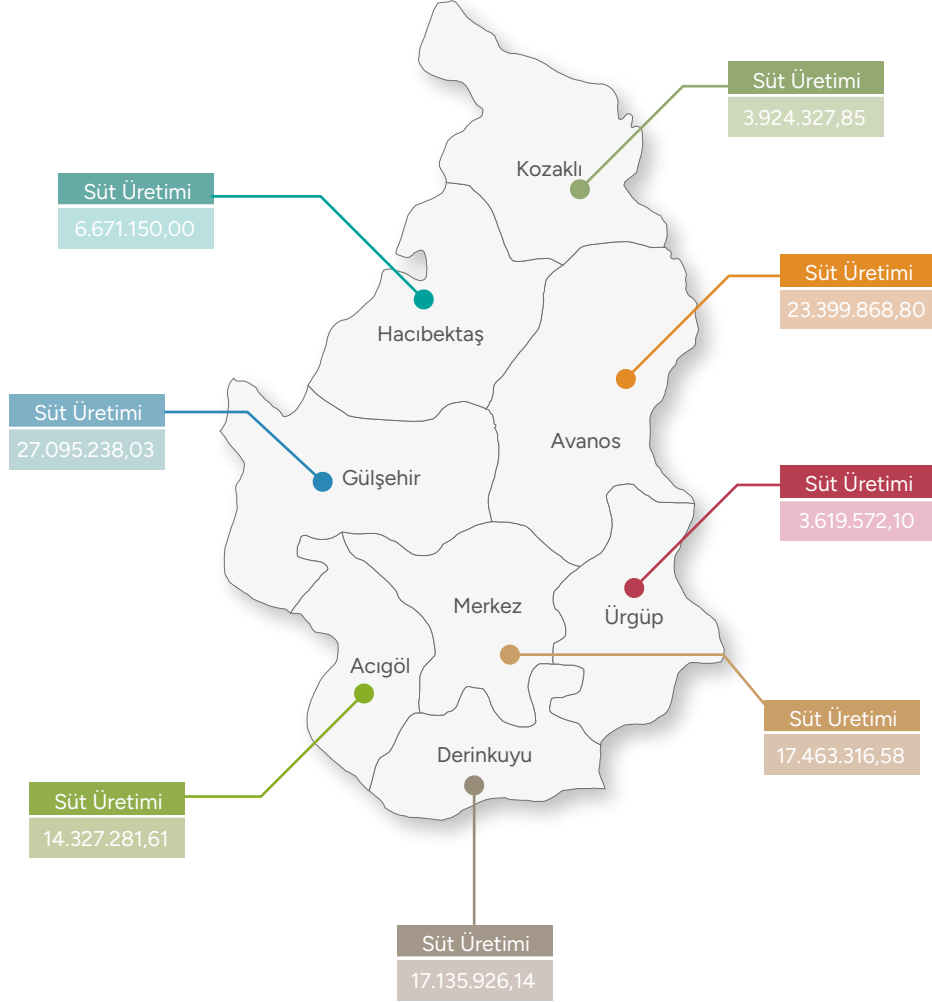 Süt Üretimi
3.924.327,85
Kozaklı
Süt Üretimi
6.671.150,00
Hacıbektaş
Süt Üretimi
23.399.868,80
Avanos
Süt Üretimi
27.095.238,03
Gülşehir
Süt Üretimi
3.619.572,10
Ürgüp
Merkez
Süt Üretimi
17.463.316,58
Acıgöl
Süt Üretimi
14.327.281,61
Derinkuyu
Süt Üretimi
17.135.926,14